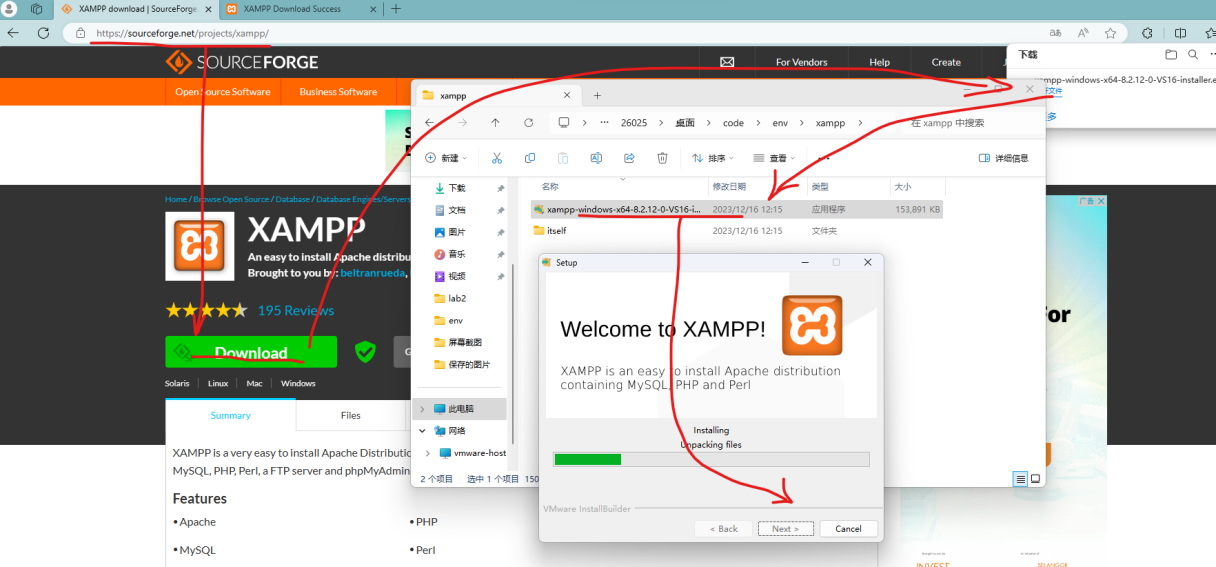 XAMPP download | SourceForge.
XAMPP Download Success
https://sourceforge.net/projects/xampp/
SOURCEFORGE
For Vendors
Help
Create
下载
xampp-windows-x64-8.2.12-0-VS16-installer.e
Open Source Software
Business Software
xampp
26025
桌面
code
env
xampp
在 xampp 中搜索
新建
排序
查看
详细信息
下载
文档
图片
音乐
视频
lab2
env
屏幕截图
保存的图片
此电脑
网络
vmware-host
名称
修改日期
类型
大小
xampp-windows-x64-8.2.12-0-VS16-i...
2023/12/16 12:15
应用程序
153,891 KB
itself
2023/12/16 12:15
文件夹
2 个项目
选中 1 个项目
150
Home / Browse Open Source / Database / Database Engines/Servers
XAMPP
An easy to install Apache distribu
Brought to you by: beltranrueda,
195 Reviews
Download
Solaris
Linux
Mac
Windows
Summary
Files
XAMPP is a very easy to install Apache Distributio
MySQL, PHP, Perl, a FTP server and phpMyAdmin
Features
• Apache
• PHP
• MySQL
• Perl
Setup
Welcome to XAMPP!
XAMPP is an easy to install Apache distribution
containing MySQL, PHP and Perl
Installing
Unpacking files
VMware InstallBuilder
< Back
Next >
Cancel
广告
For
INVEST
SELANGOR